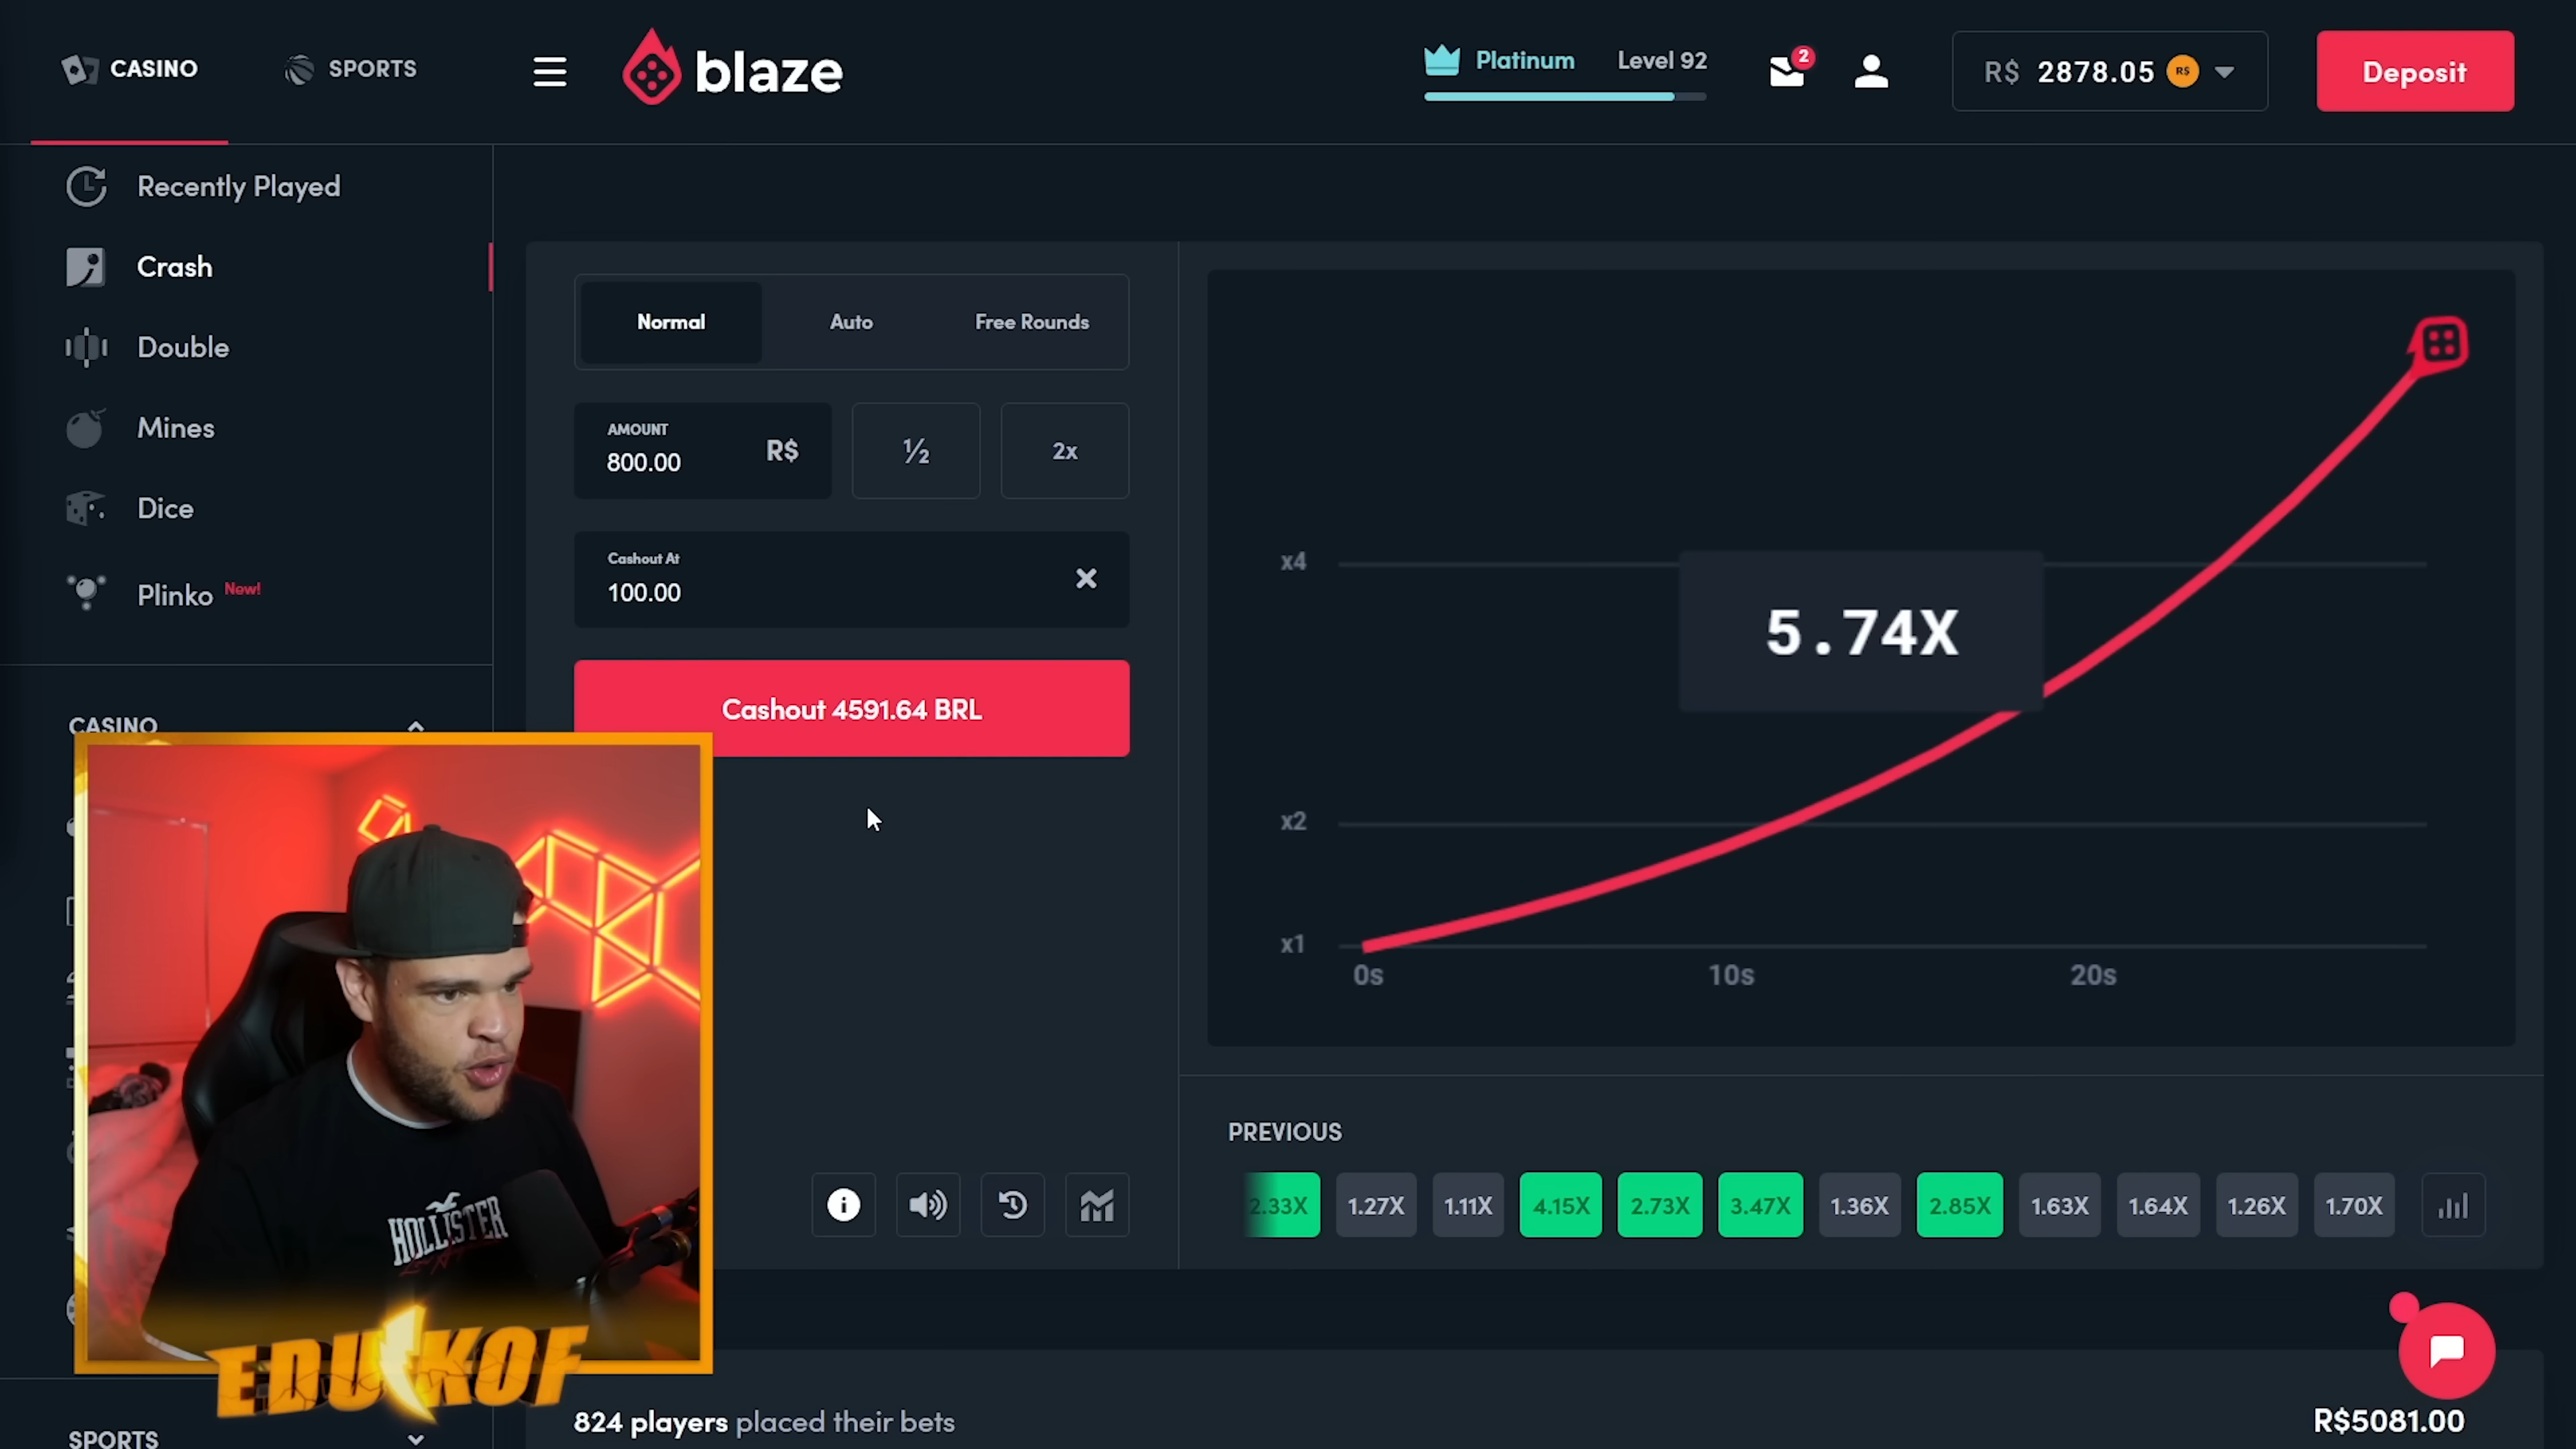 CASINO
SPORTS
blaze
Platinum
Level 92
2
R$ 2878.05 R$
Deposit
Recently Played
Crash
Double
Mines
Dice
Plinko New!
CASINO
SPORTS
Normal
Auto
Free Rounds
AMOUNT
800.00
R$
½
2x
Cashout At
100.00
Cashout 4591.64 BRL
x4
x2
x1
5.74X
0s
10s
20s
PREVIOUS
2.33X
1.27X
1.11X
4.15X
2.73X
3.47X
1.36X
2.85X
1.63X
1.64X
1.26X
1.70X
HOLLISTER
EDUKOF
824 players placed their bets
R$5081.00